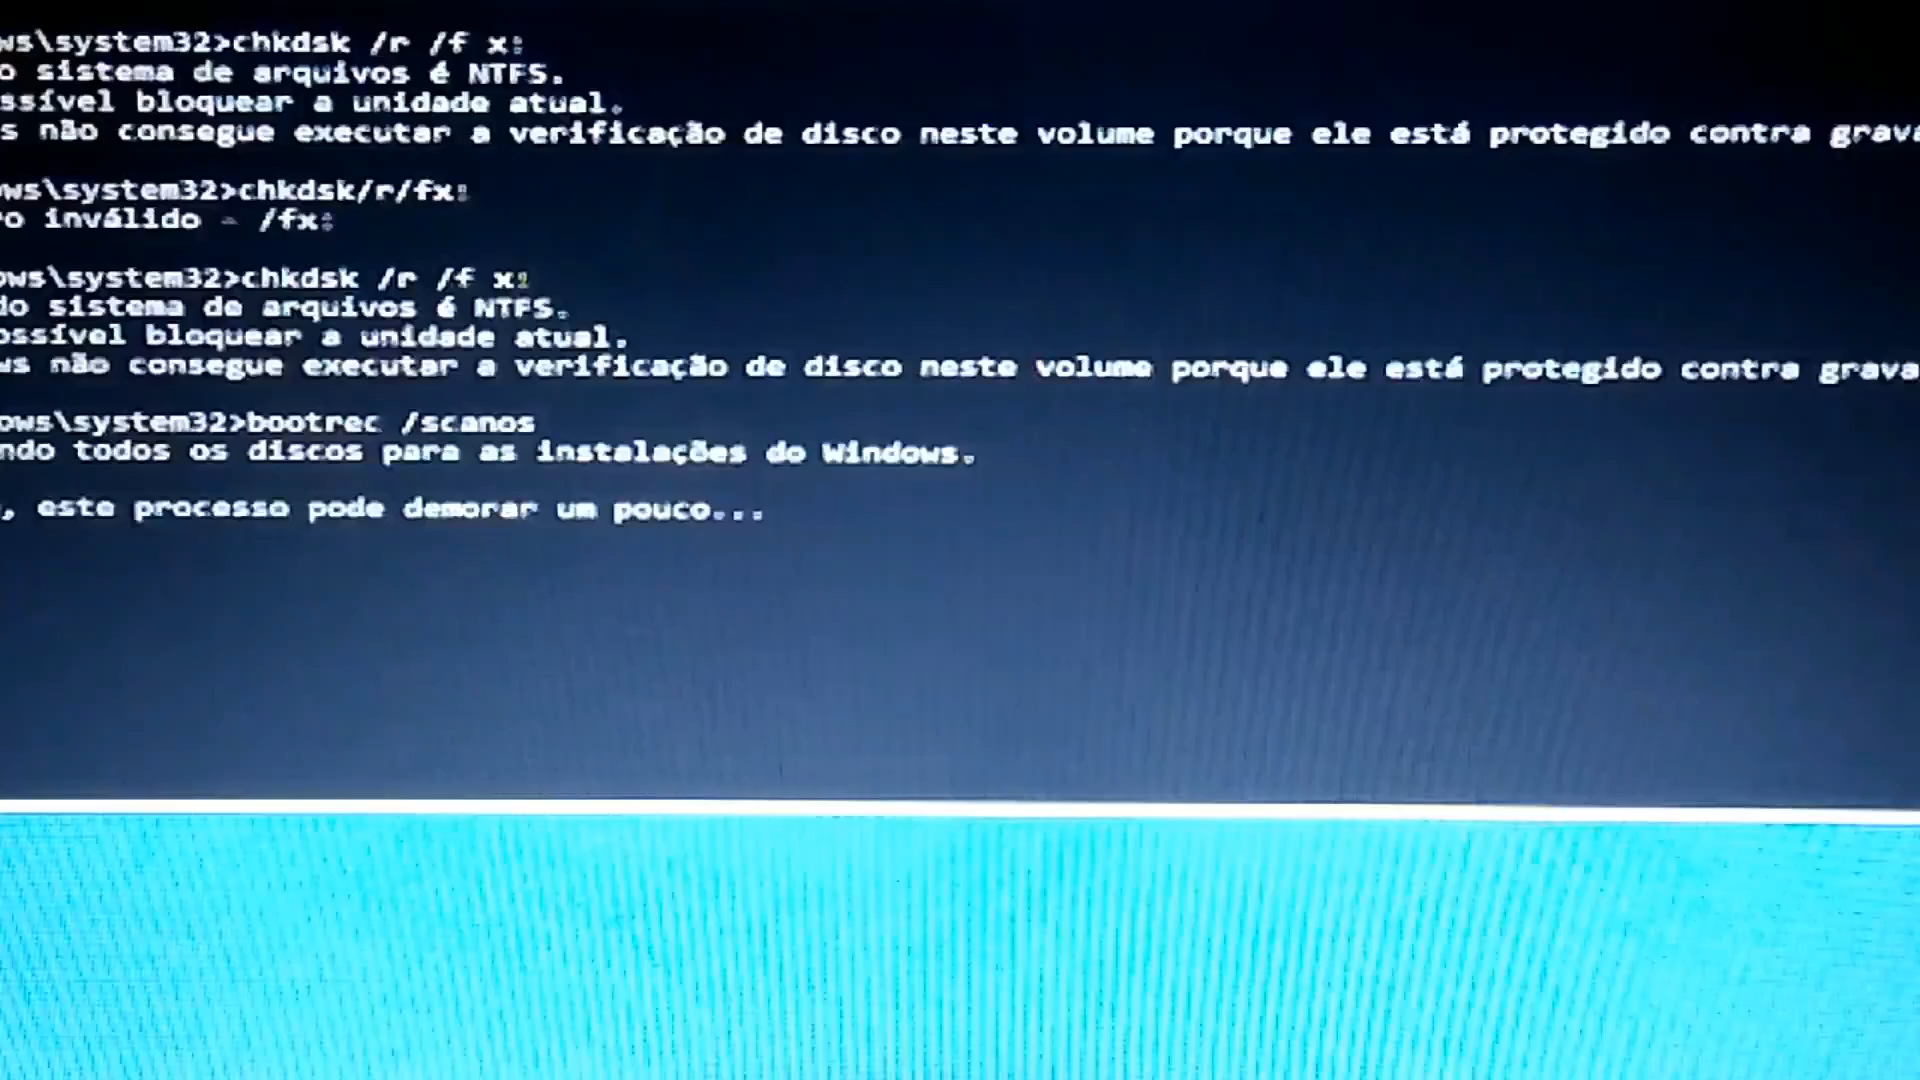 ws\system32>chkdsk /r /f x:
o sistema de arquivos é NTFS.
ssível bloquear a unidade atual.
s não consegue executar a verificação de disco neste volume porque ele está protegido contra grava
ws\system32>chkdsk/r/fx:
o inválido - /fx:
ows\system32>chkdsk /r /f x:
do sistema de arquivos é NTFS.
ossível bloquear a unidade atual.
ws não consegue executar a verificação de disco neste volume porque ele está protegido contra grava
ows\system32>bootrec /scanos
ndo todos os discos para as instalações do Windows.
, este processo pode demorar um pouco...